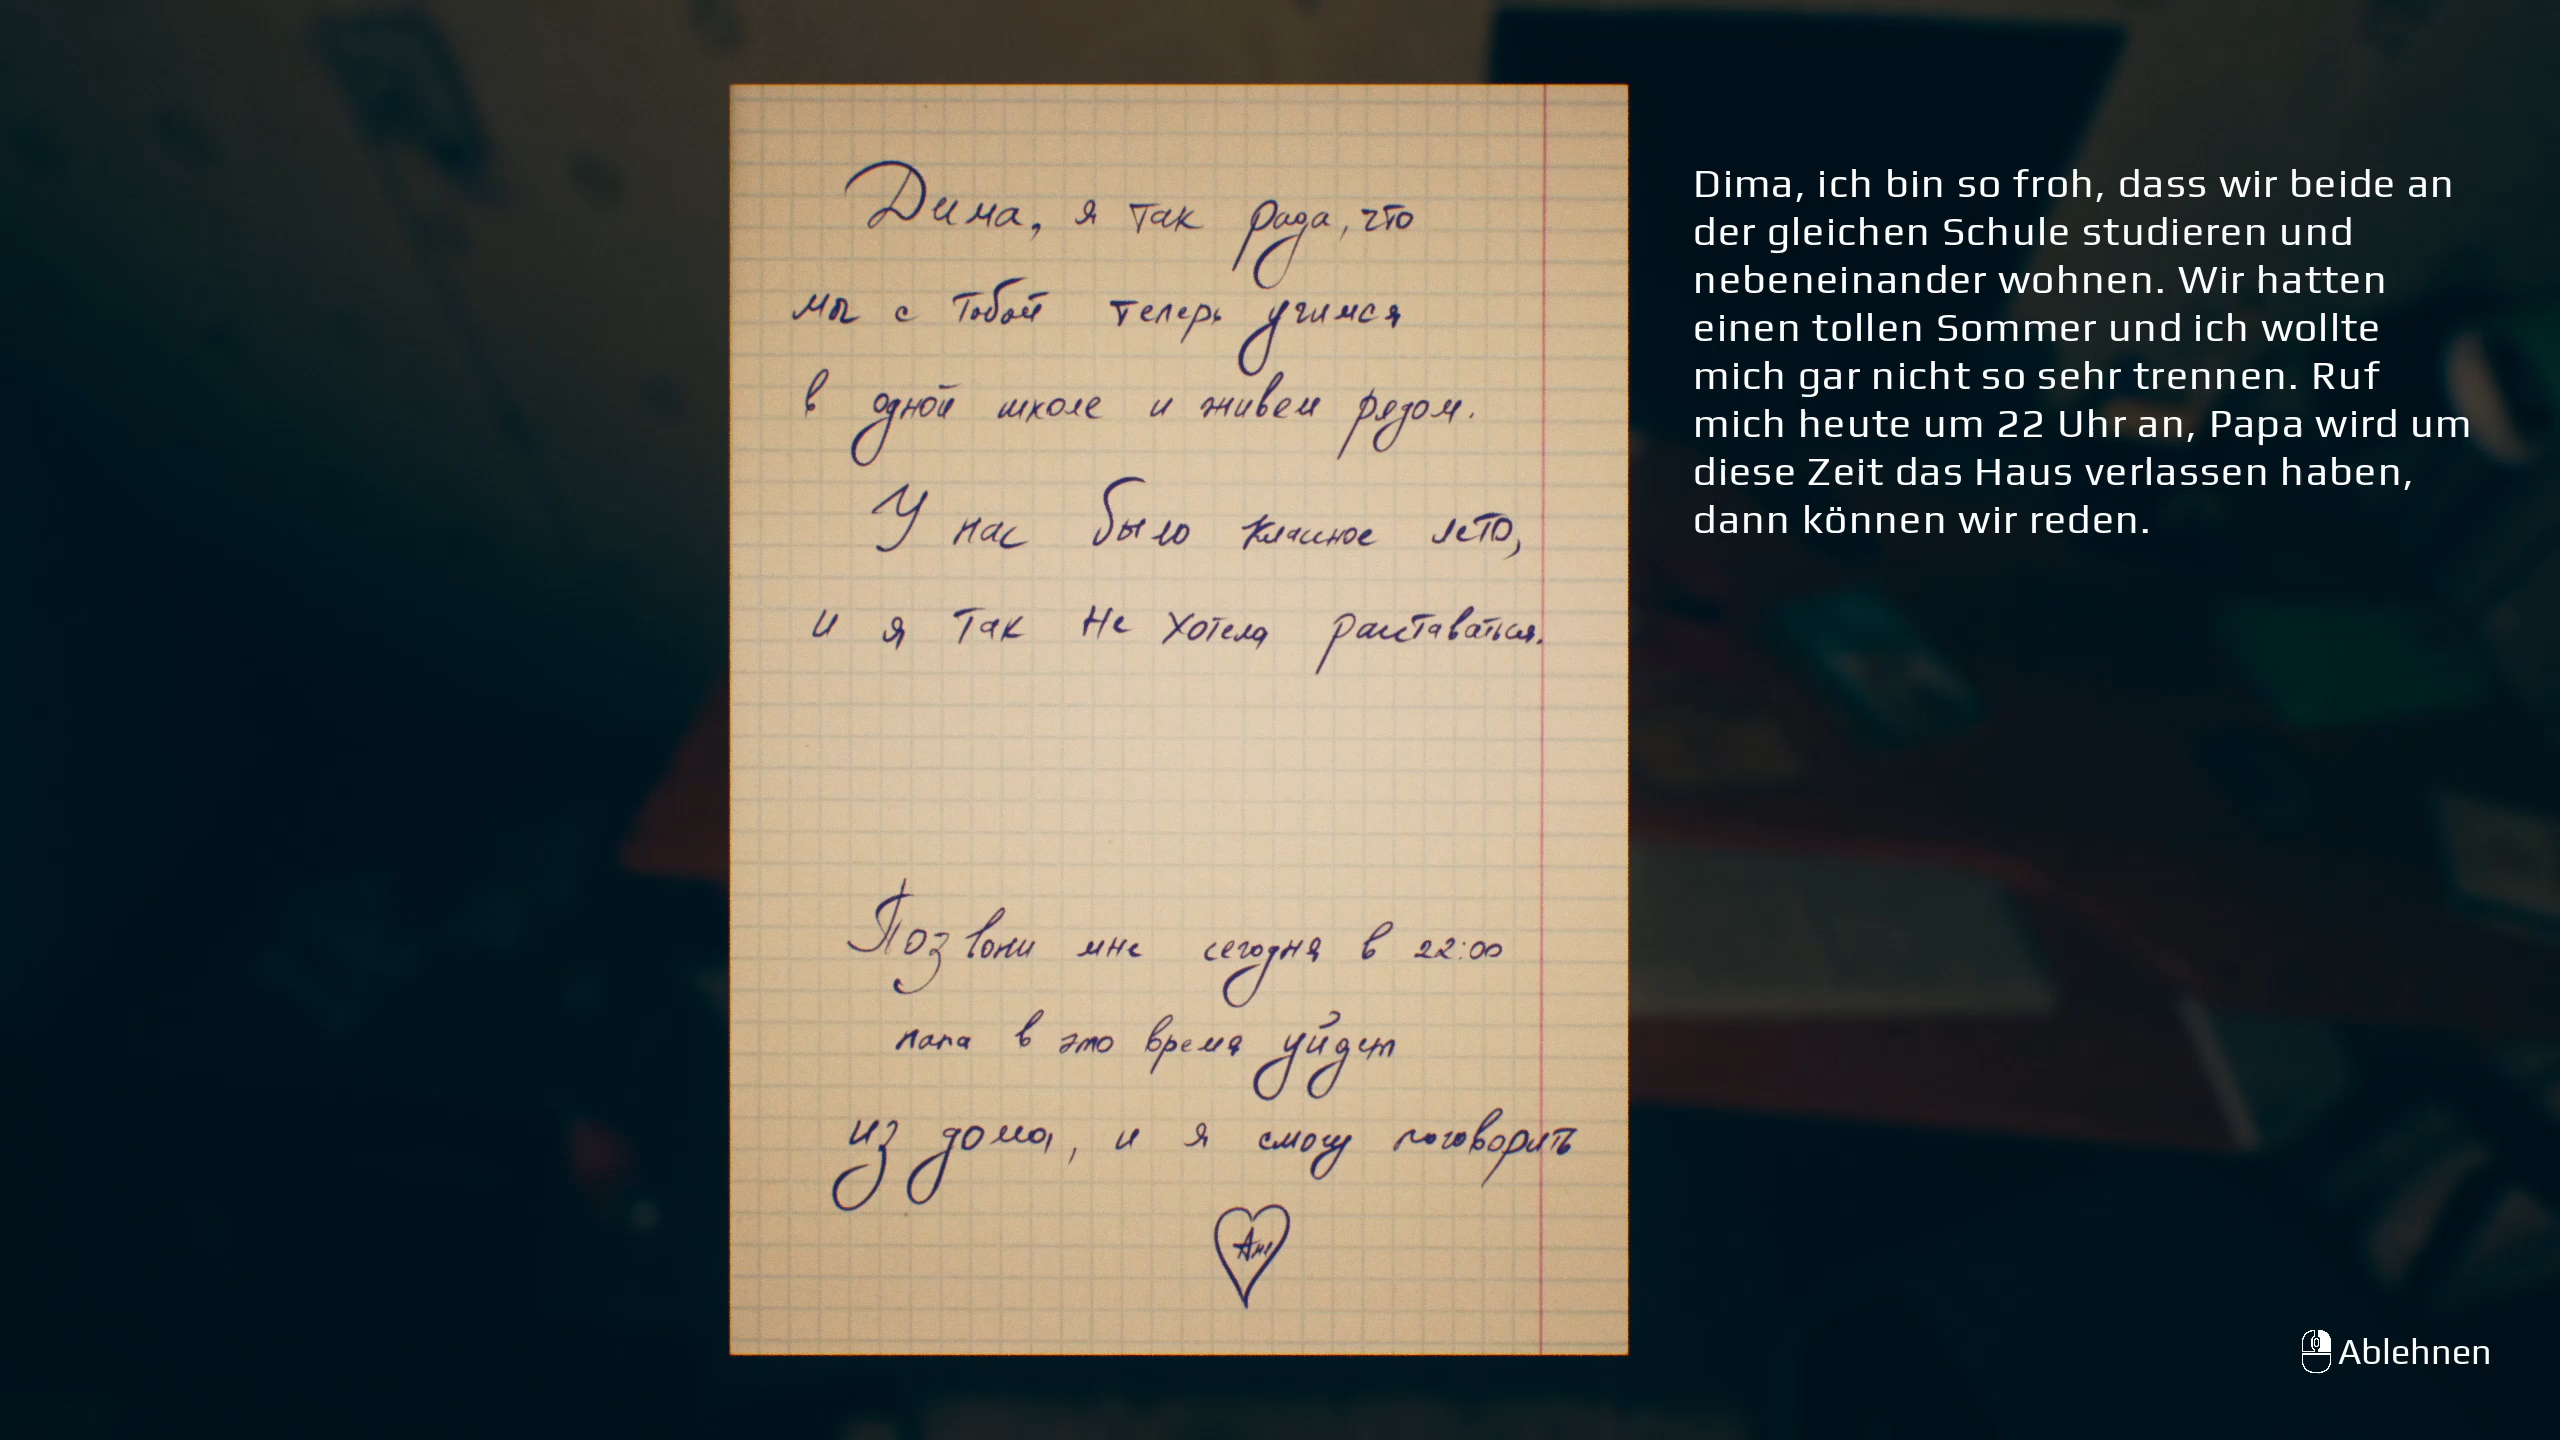 Дима, я так рада, что
мы с тобой теперь учимся
в одной школе и живем рядом.
У нас было классное лето,
и я так не хотела расставаться.
Позвони мне сегодня в 22:00
папа в это время уйдет
из дома, и я смогу поговорить
Dima, ich bin so froh, dass wir beide an
der gleichen Schule studieren und
nebeneinander wohnen. Wir hatten
einen tollen Sommer und ich wollte
mich gar nicht so sehr trennen. Ruf
mich heute um 22 Uhr an, Papa wird um
diese Zeit das Haus verlassen haben,
dann können wir reden.
Ablehnen